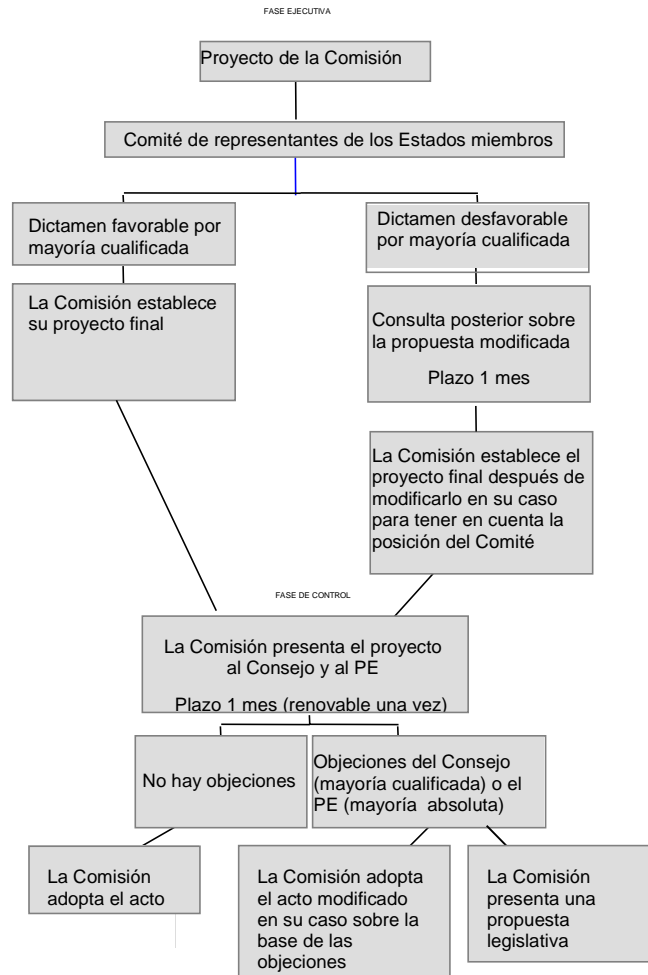 FASE EJECUTIVA
Proyecto de la Comisión
Comité de representantes de los Estados miembros
Dictamen favorable por
mayoría cualificada
Dictamen desfavorable
por mayoría cualificada
La Comisión establece
su proyecto final
Consulta posterior sobre
la propuesta modificada
Plazo 1 mes
La Comisión establece el
proyecto final después de
modificarlo en su caso
para tener en cuenta la
posición del Comité
FASE DE CONTROL
La Comisión presenta el proyecto
al Consejo y al PE
Plazo 1 mes (renovable una vez)
No hay objeciones
Objeciones del Consejo
(mayoría cualificada) o el
PE (mayoría absoluta)
La Comisión
adopta el acto
La Comisión adopta
el acto modificado
en su caso sobre la
base de las
objeciones
La Comisión
presenta una
propuesta
legislativa